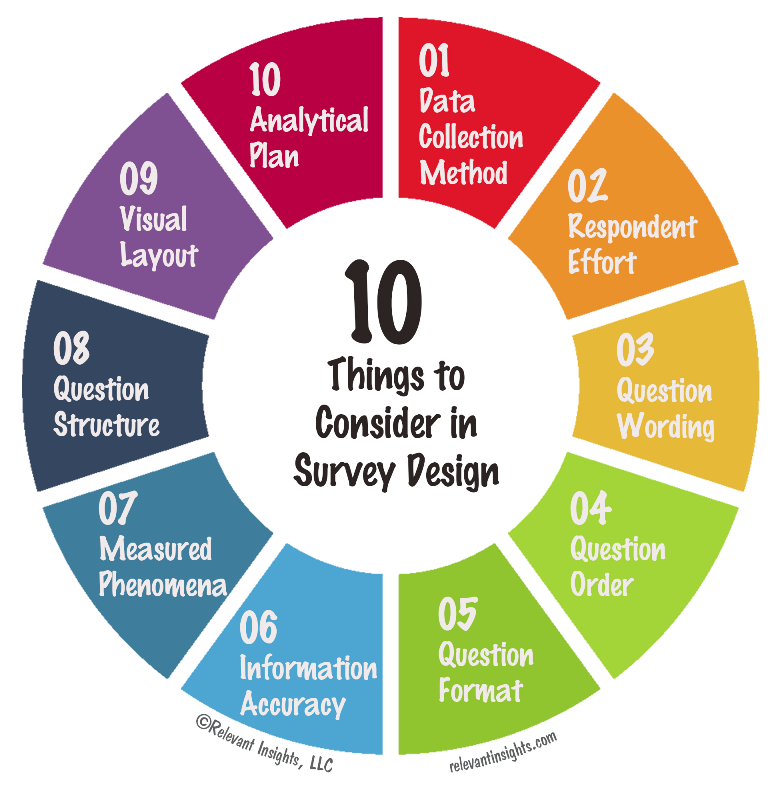 10
Things to
Consider in
Survey Design
01
Data
Collection
Method
02
Respondent
Effort
03
Question
Wording
04
Question
Order
05
Question
Format
06
Information
Accuracy
07
Measured
Phenomena
08
Question
Structure
09
Visual
Layout
10
Analytical
Plan
©Relevant Insights, LLC
relevantinsights.com